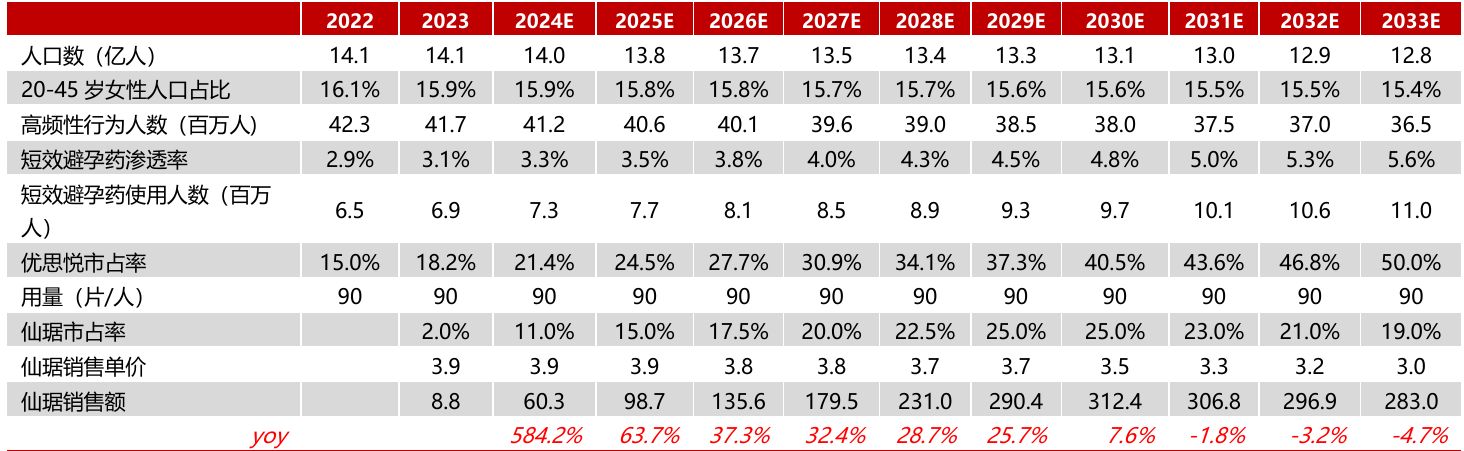 2022 2023 2024E 2025E 2026E 2027E 2028E 2029E 2030E 2031E 2032E 2033E
人口数（亿人） 14.1 14.1 14.0 13.8 13.7 13.5 13.4 13.3 13.1 13.0 12.9 12.8
20-45 岁女性人口占比 16.1% 15.9% 15.9% 15.8% 15.8% 15.7% 15.7% 15.6% 15.6% 15.5% 15.5% 15.4%
高频性行为人数（百万人) 42.3 41.7 41.2 40.6 40.1 39.6 39.0 38.5 38.0 37.5 37.0 36.5
短效避孕药渗透率 2.9% 3.1% 3.3% 3.5% 3.8% 4.0% 4.3% 4.5% 4.8% 5.0% 5.3% 5.6%
短效避孕药使用人数（百万
人） 6.5 6.9 7.3 7.7 8.1 8.5 8.9 9.3 9.7 10.1 10.6 11.0
优思悦市占率 15.0% 18.2% 21.4% 24.5% 27.7% 30.9% 34.1% 37.3% 40.5% 43.6% 46.8% 50.0%
用量（片/人） 90 90 90 90 90 90 90 90 90 90 90 90
仙琚市占率 2.0% 11.0% 15.0% 17.5% 20.0% 22.5% 25.0% 25.0% 23.0% 21.0% 19.0%
仙琚销售单价 3.9 3.9 3.9 3.8 3.8 3.7 3.7 3.5 3.3 3.2 3.0
仙琚销售额 8.8 60.3 98.7 135.6 179.5 231.0 290.4 312.4 306.8 296.9 283.0
yoy 584.2% 63.7% 37.3% 32.4% 28.7% 25.7% 7.6% -1.8% -3.2% -4.7%